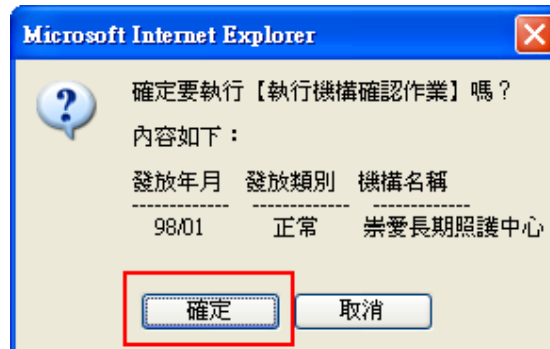 Microsoft Internet Explorer
確定要執行【執行機構確認作業】嗎？
內容如下：
發放年月 發放類別 機構名稱
------------- ------------- -------------
98/01 正常 崇愛長期照護中心
確定 取消